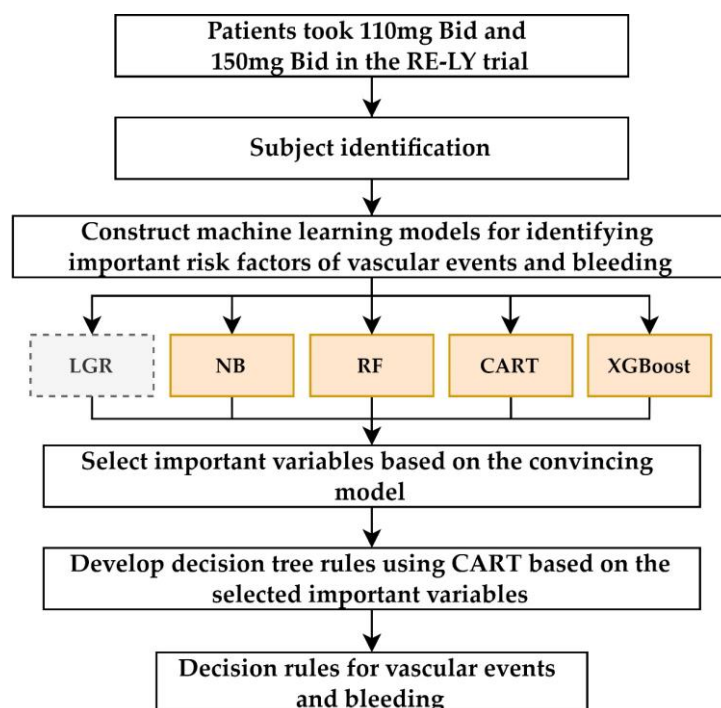 Patients took 110mg Bid and
150mg Bid in the RE-LY trial
Subject identification
Construct machine learning models for identifying
important risk factors of vascular events and bleeding
LGR
NB
RF
CART
XGBoost
Select important variables based on the convincing
model
Develop decision tree rules using CART based on the
selected important variables
Decision rules for vascular events
and bleeding